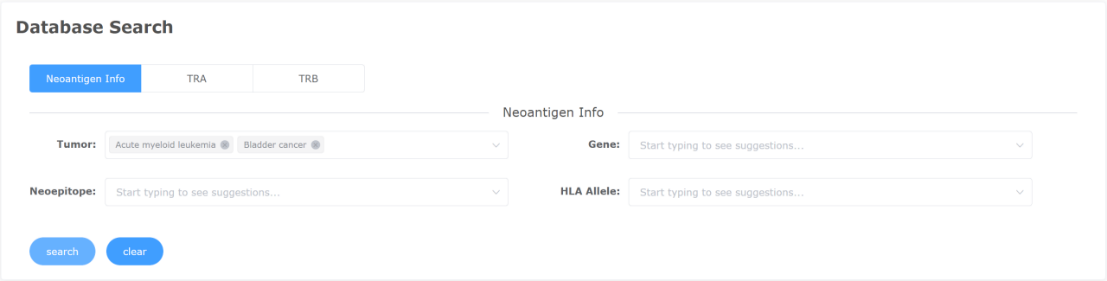 Database Search
Neoantigen Info TRA TRB
Neoantigen Info
Tumor: Acute myeloid leukemia Bladder cancer Gene: Start typing to see suggestions...
Neoepitope: Start typing to see suggestions... HLA Allele: Start typing to see suggestions...
search clear